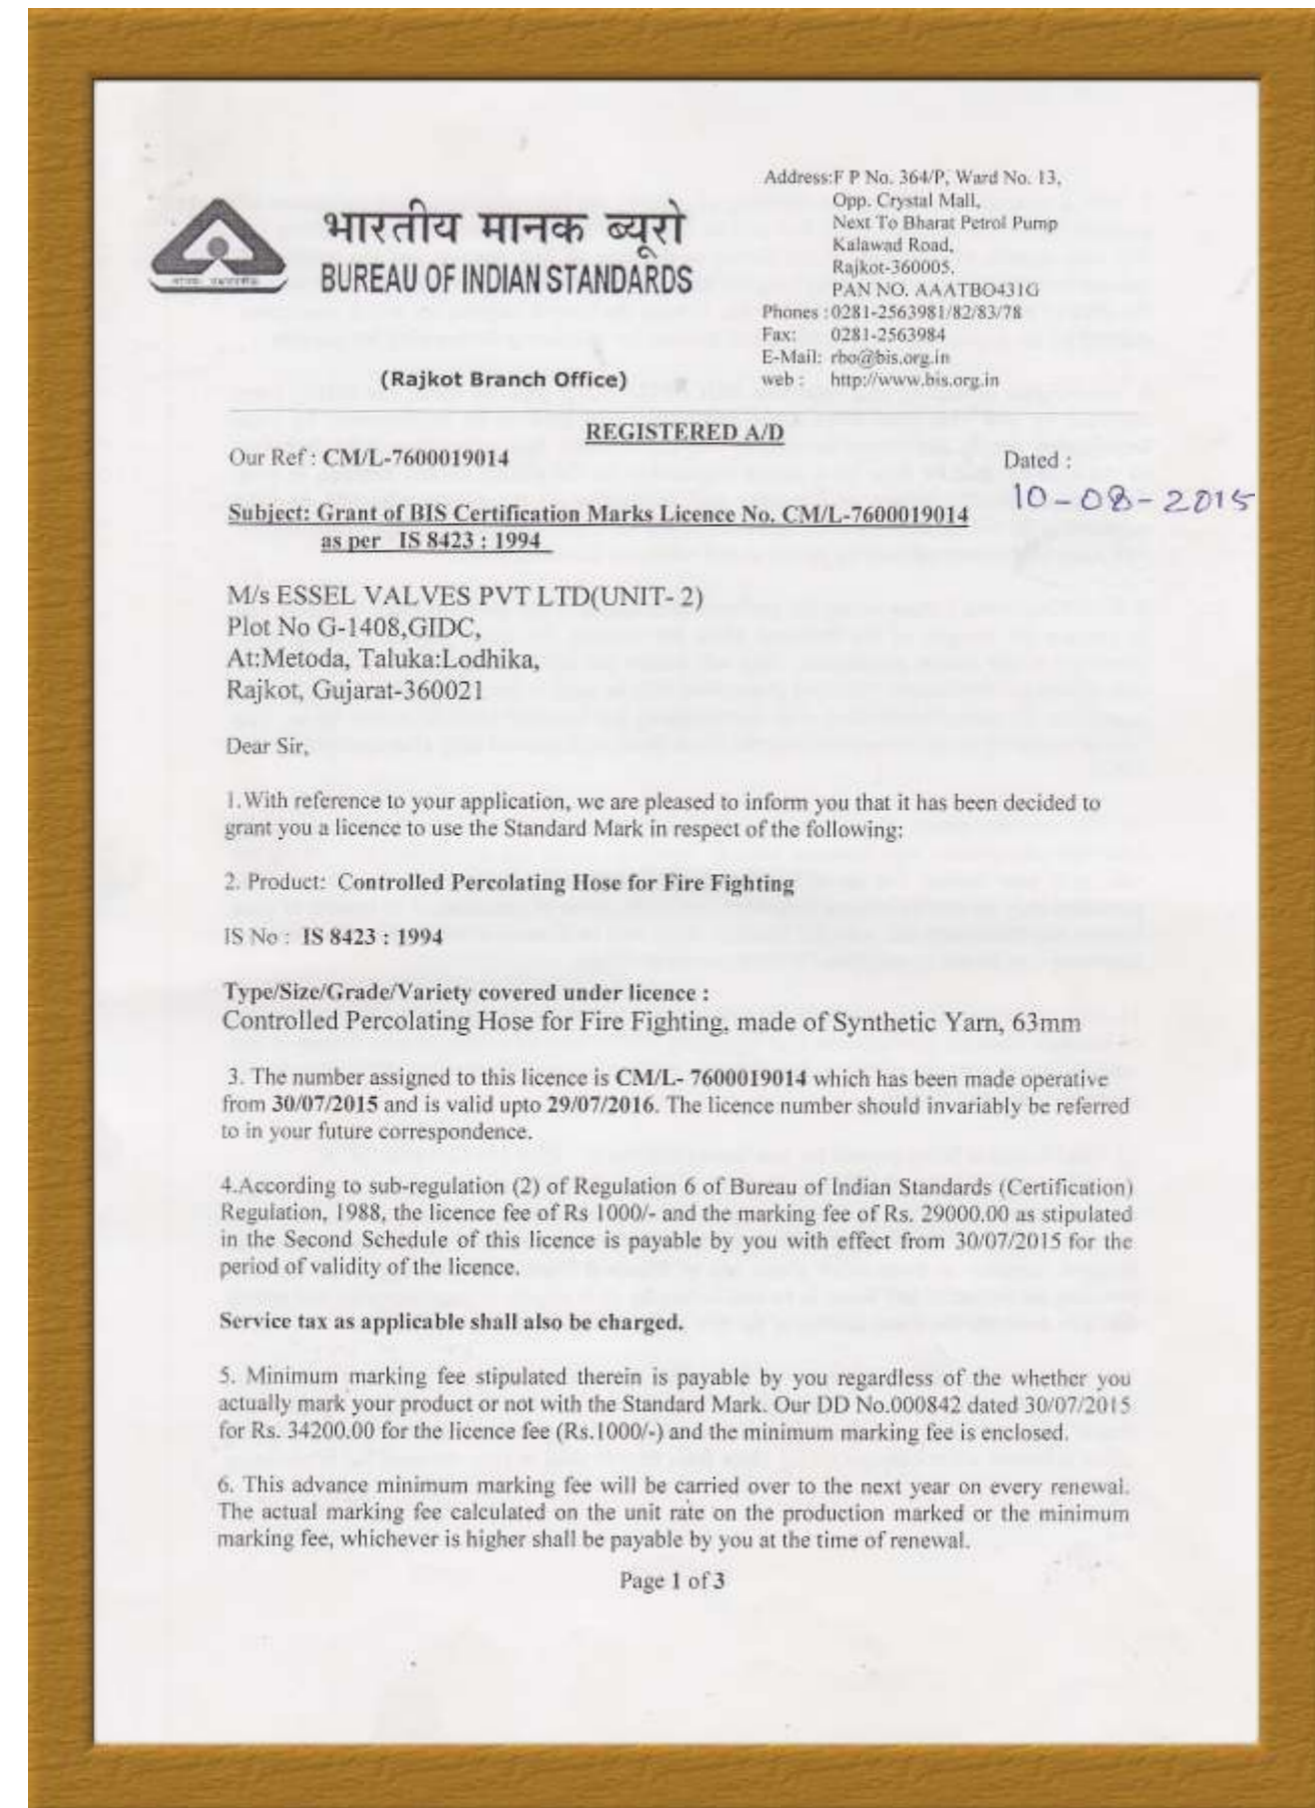 भारतीय मानक ब्यूरो
BUREAU OF INDIAN STANDARDS
(Rajkot Branch Office)
Address:F P No. 364/P, Ward No. 13,
Opp. Crystal Mall,
Next To Bharat Petrol Pump
Kalawad Road,
Rajkot-360005.
PAN NO. AAATBO431G
Phones : 0281-2563981/82/83/78
Fax: 0281-2563984
E-Mail: rbo@bis.org.in
web : http://www.bis.org.in
REGISTERED A/D
Our Ref : CM/L-7600019014
Dated :
10-08-2015
Subject: Grant of BIS Certification Marks Licence No. CM/L-7600019014
as per IS 8423 : 1994
M/s ESSEL VALVES PVT LTD(UNIT- 2)
Plot No G-1408,GIDC,
At:Metoda, Taluka:Lodhika,
Rajkot, Gujarat-360021
Dear Sir,
1.With reference to your application, we are pleased to inform you that it has been decided to
grant you a licence to use the Standard Mark in respect of the following:
2. Product: Controlled Percolating Hose for Fire Fighting
IS No : IS 8423 : 1994
Type/Size/Grade/Variety covered under licence :
Controlled Percolating Hose for Fire Fighting, made of Synthetic Yarn, 63mm
3. The number assigned to this licence is CM/L- 7600019014 which has been made operative
from 30/07/2015 and is valid upto 29/07/2016. The licence number should invariably be referred
to in your future correspondence.
4.According to sub-regulation (2) of Regulation 6 of Bureau of Indian Standards (Certification)
Regulation, 1988, the licence fee of Rs 1000/- and the marking fee of Rs. 29000.00 as stipulated
in the Second Schedule of this licence is payable by you with effect from 30/07/2015 for the
period of validity of the licence.
Service tax as applicable shall also be charged.
5. Minimum marking fee stipulated therein is payable by you regardless of the whether you
actually mark your product or not with the Standard Mark. Our DD No.000842 dated 30/07/2015
for Rs. 34200.00 for the licence fee (Rs.1000/-) and the minimum marking fee is enclosed.
6. This advance minimum marking fee will be carried over to the next year on every renewal.
The actual marking fee calculated on the unit rate on the production marked or the minimum
marking fee, whichever is higher shall be payable by you at the time of renewal.
Page 1 of 3